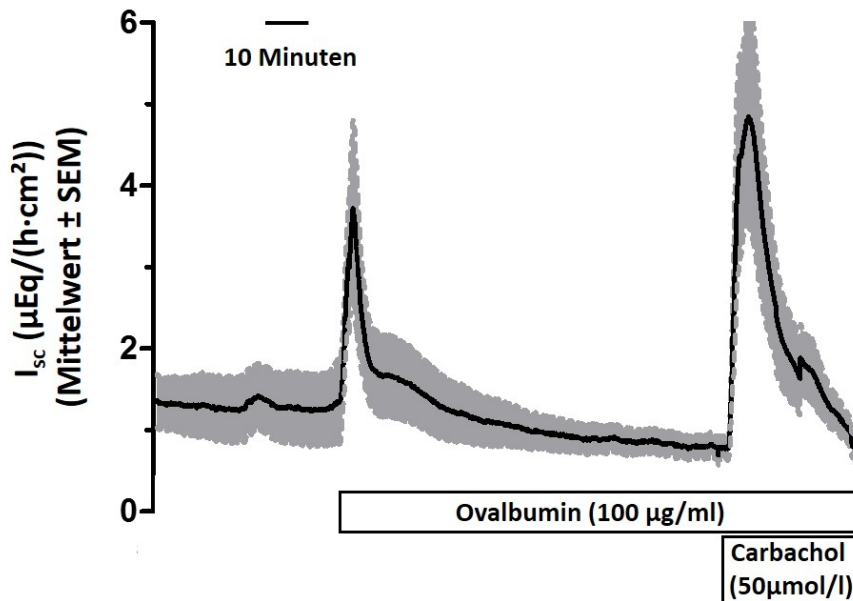 6
10 Minuten
4
2
0
I_sc (µEq/(h·cm²))
(Mittelwert ± SEM)
Ovalbumin (100 µg/ml)
Carbachol
(50µmol/l)